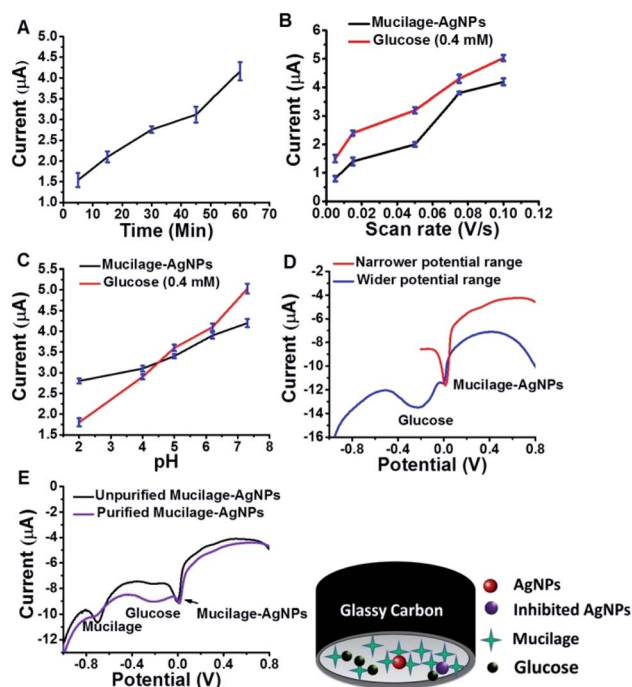 A
Current (μA)
5.0
4.5
4.0
3.5
3.0
2.5
2.0
1.5
1.0
0 10 20 30 40 50 60 70
Time (Min)
B
Mucilage-AgNPs
Glucose (0.4 mM)
Current (μA)
6
5
4
3
2
1
0
0.00 0.02 0.04 0.06 0.08 0.10 0.12
Scan rate (V/s)
C
Mucilage-AgNPs
Glucose (0.4 mM)
Current (μA)
5.5
5.0
4.5
4.0
3.5
3.0
2.5
2.0
1.5
2 3 4 5 6 7 8
pH
D
Narrower potential range
Wider potential range
Current (μA)
-2
-4
-6
-8
-10
-12
-14
-16
Mucilage-AgNPs
Glucose
-0.8 -0.4 0.0 0.4 0.8
Potential (V)
E
Unpurified Mucilage-AgNPs
Purified Mucilage-AgNPs
Current (μA)
0
-2
-4
-6
-8
-10
-12
Mucilage
Glucose
Mucilage-AgNPs
-0.8 -0.4 0.0 0.4 0.8
Potential (V)
Glassy Carbon
AgNPs
Inhibited AgNPs
Mucilage
Glucose